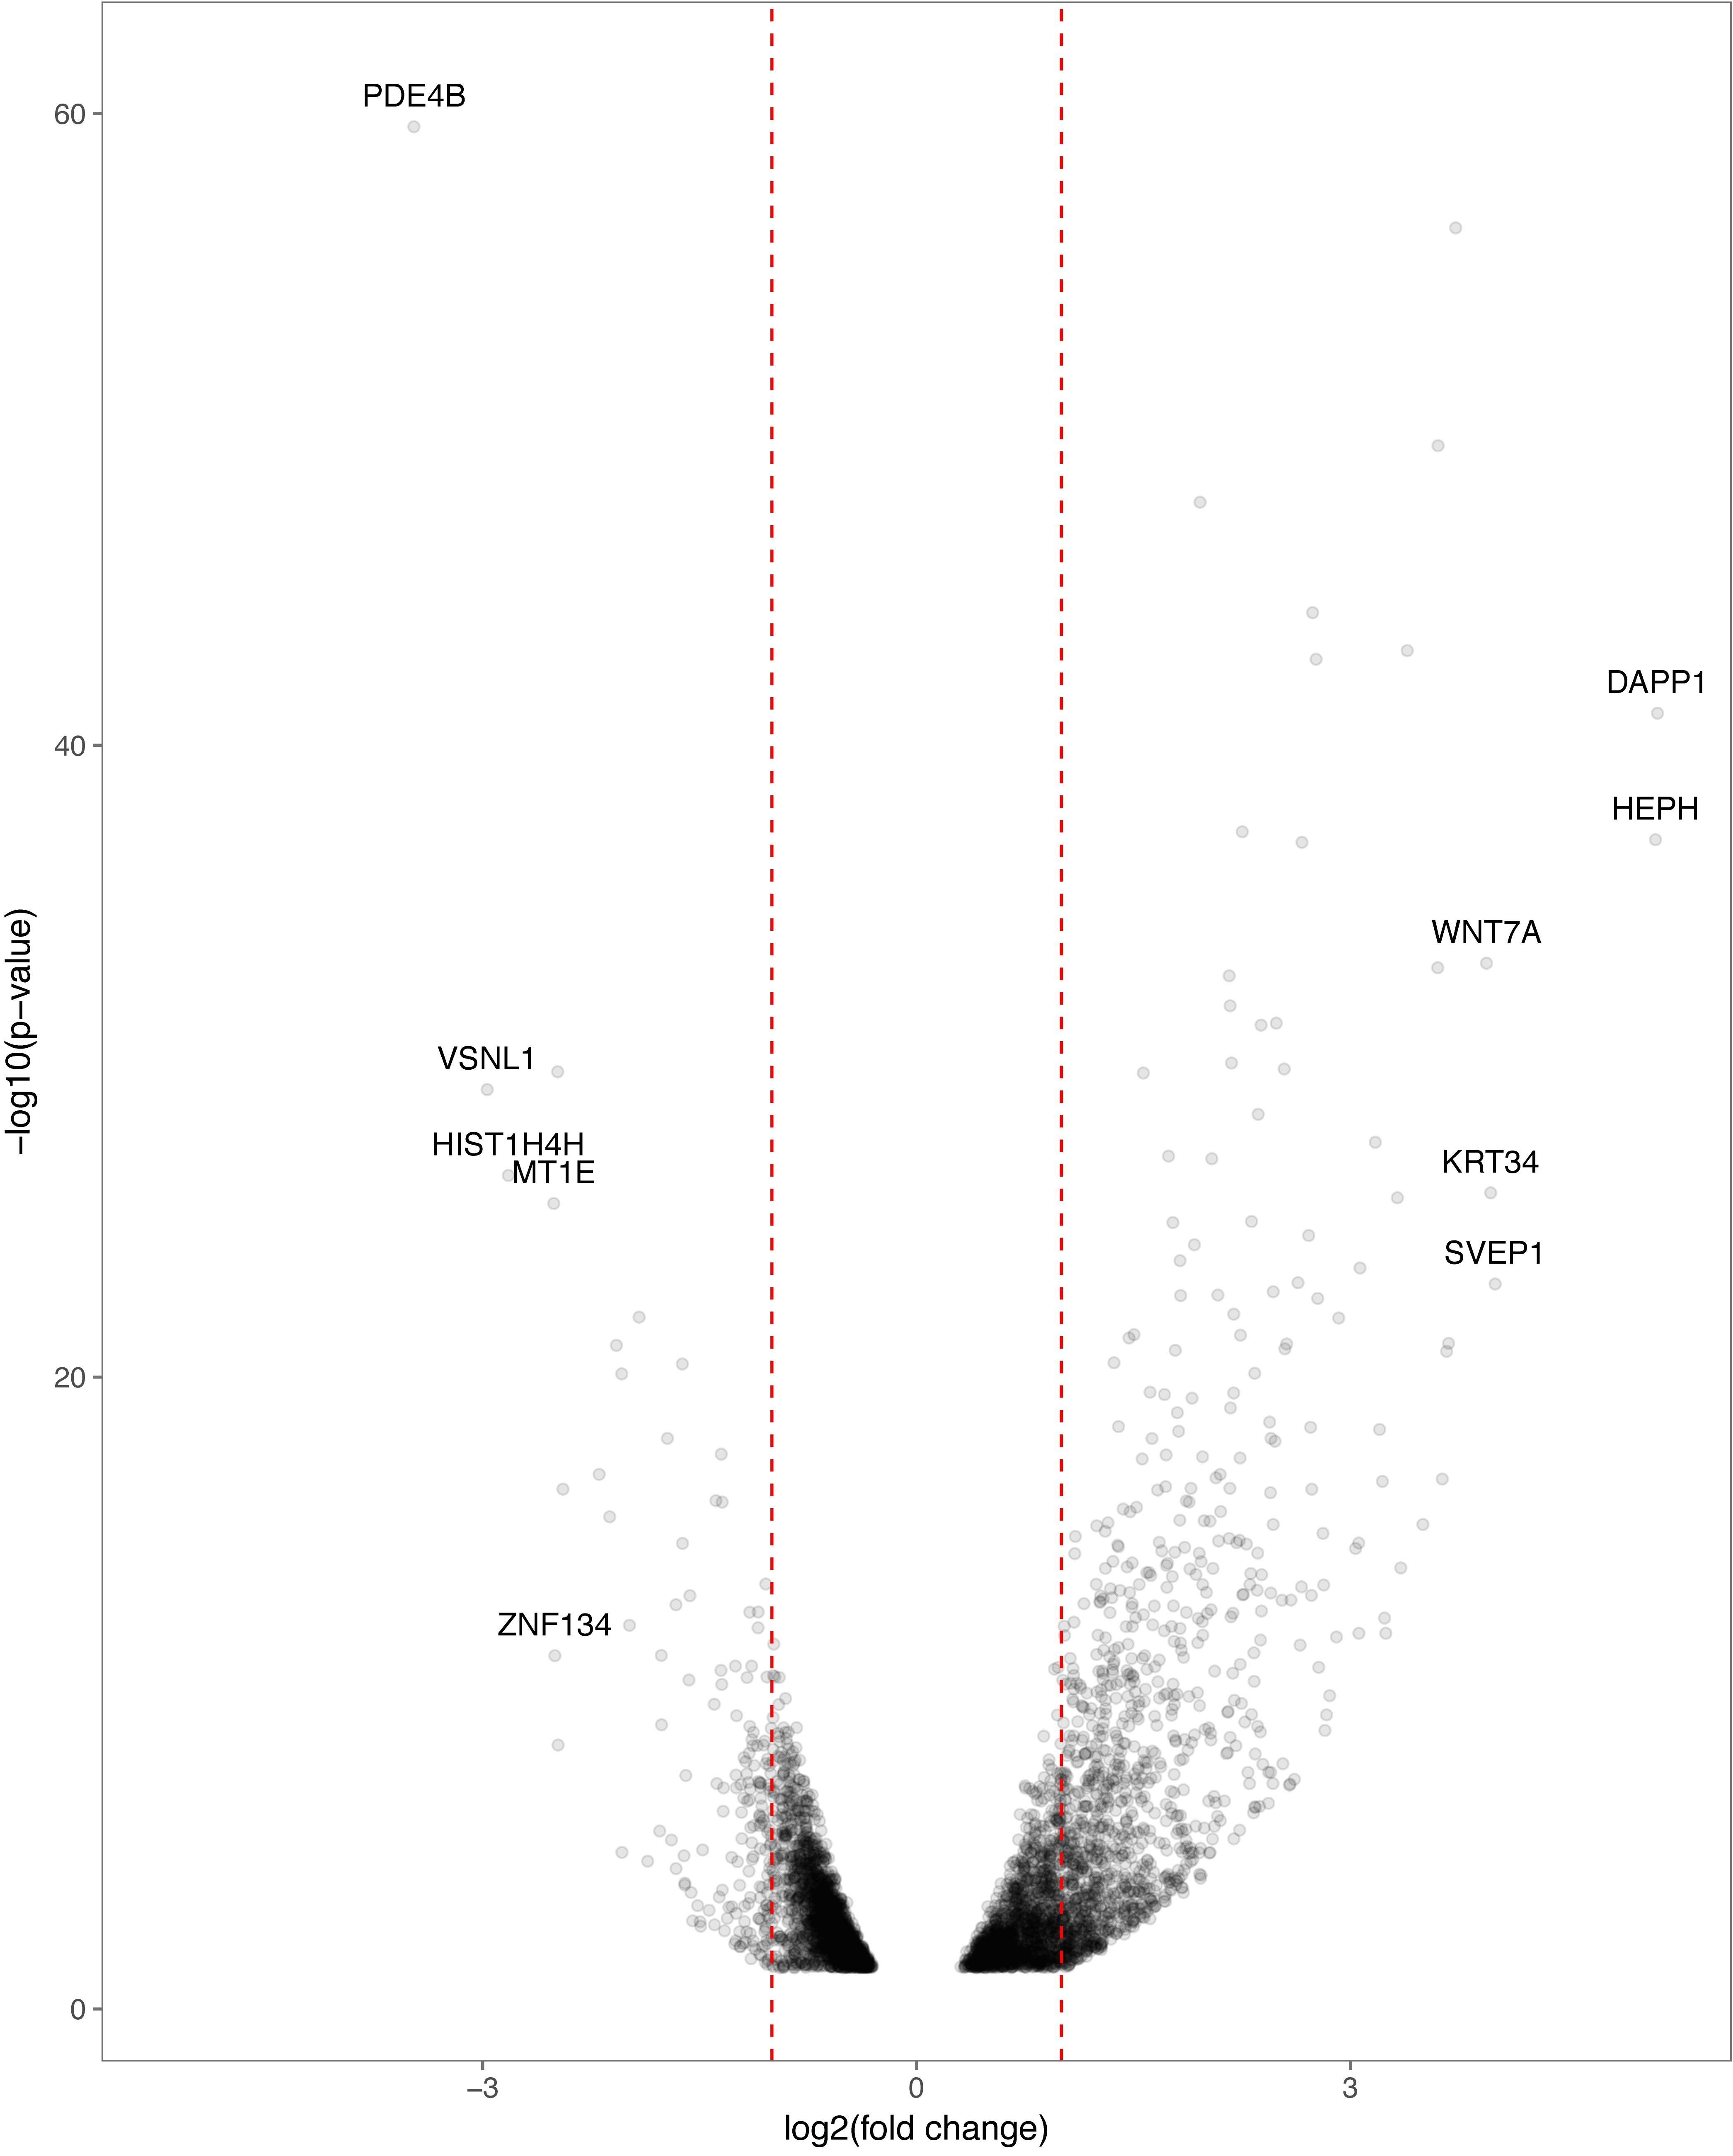 PDE4B
60
DAPP1
40
HEPH
WNT7A
VSNL1
HIST1H4H
MT1E
KRT34
SVEP1
20
ZNF134
0
−3
0
3
log2(fold change)
−log10(p−value)